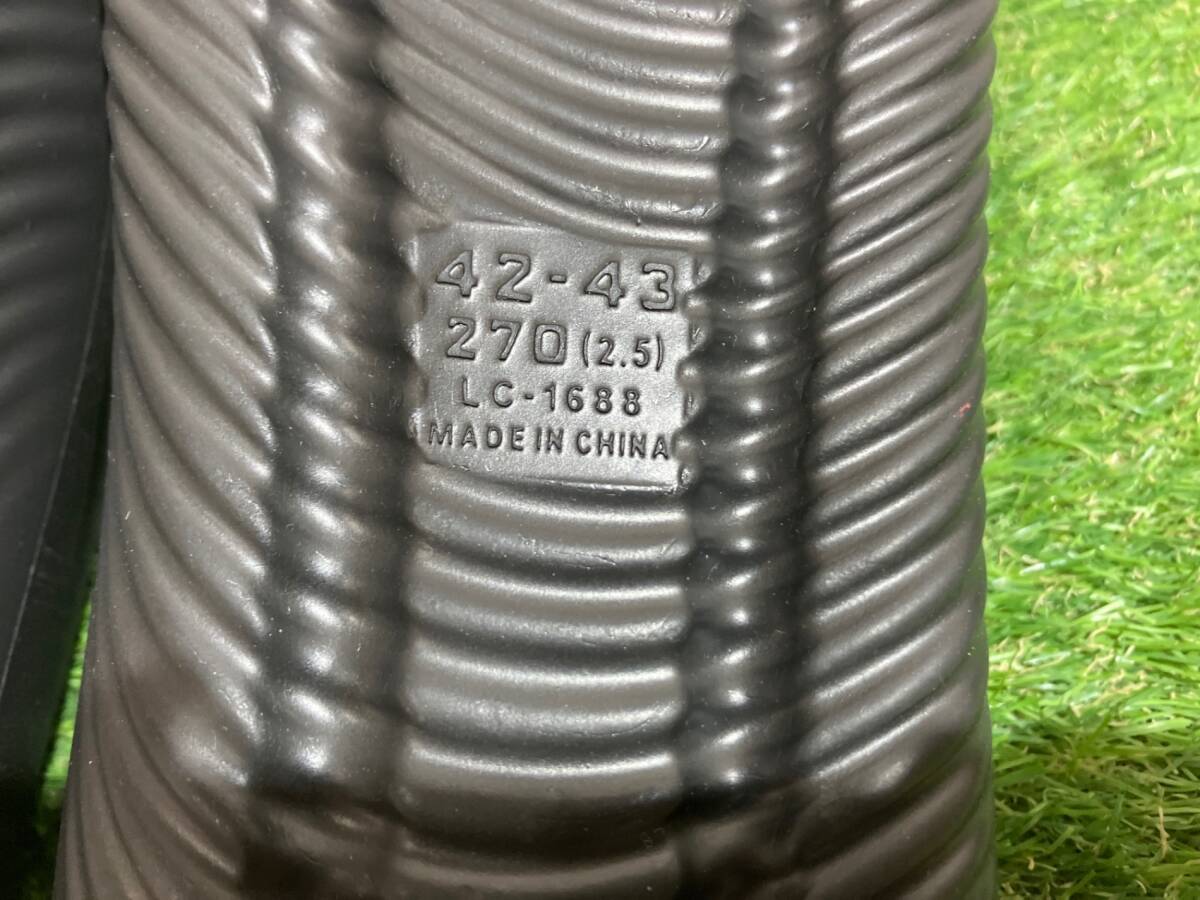 42-43
270 (2.5)
LC-1688
MADE IN CHINA